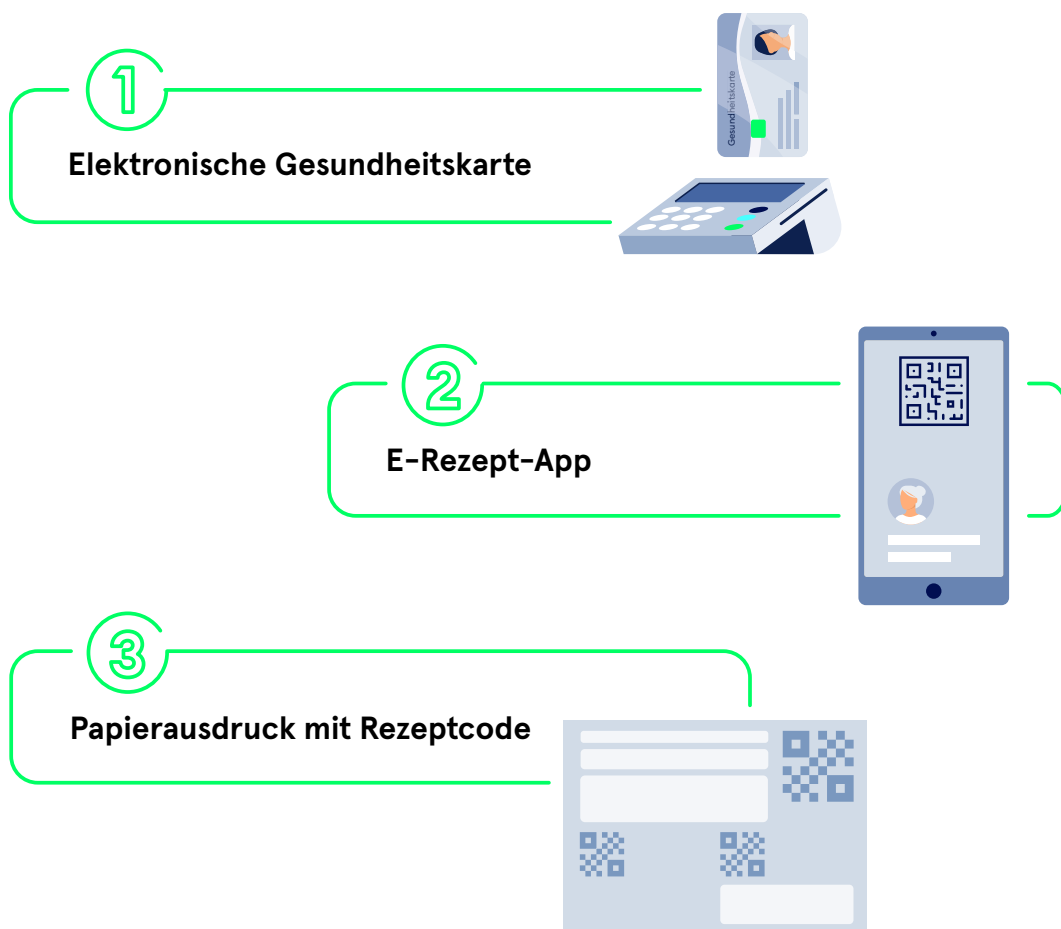 1
Gesundheitskarte
Elektronische Gesundheitskarte
2
E-Rezept-App
3
Papierausdruck mit Rezeptcode